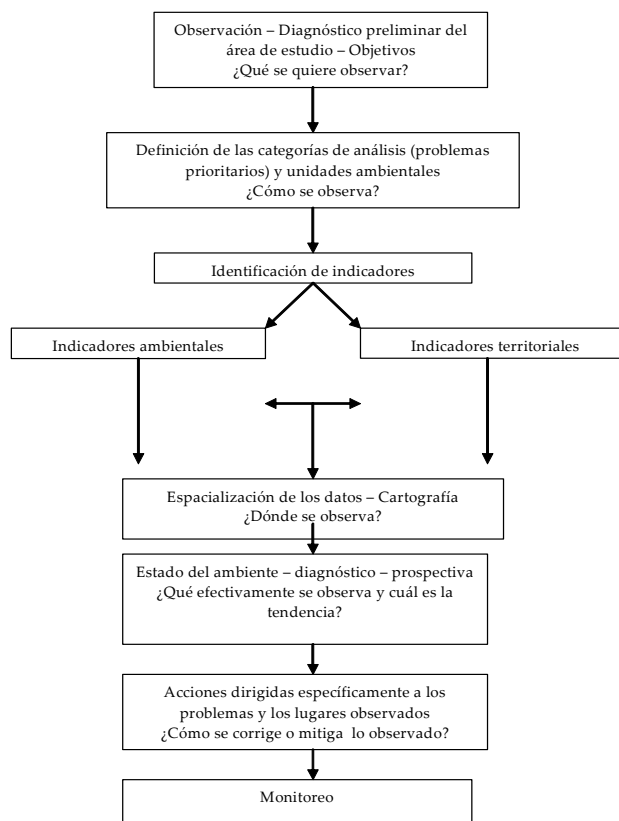 Observación – Diagnóstico preliminar del
área de estudio – Objetivos
¿Qué se quiere observar?
Definición de las categorías de análisis (problemas
prioritarios) y unidades ambientales
¿Cómo se observa?
Identificación de indicadores
Indicadores ambientales
Indicadores territoriales
Espacialización de los datos – Cartografía
¿Dónde se observa?
Estado del ambiente – diagnóstico – prospectiva
¿Qué efectivamente se observa y cuál es la
tendencia?
Acciones dirigidas específicamente a los
problemas y los lugares observados
¿Cómo se corrige o mitiga lo observado?
Monitoreo